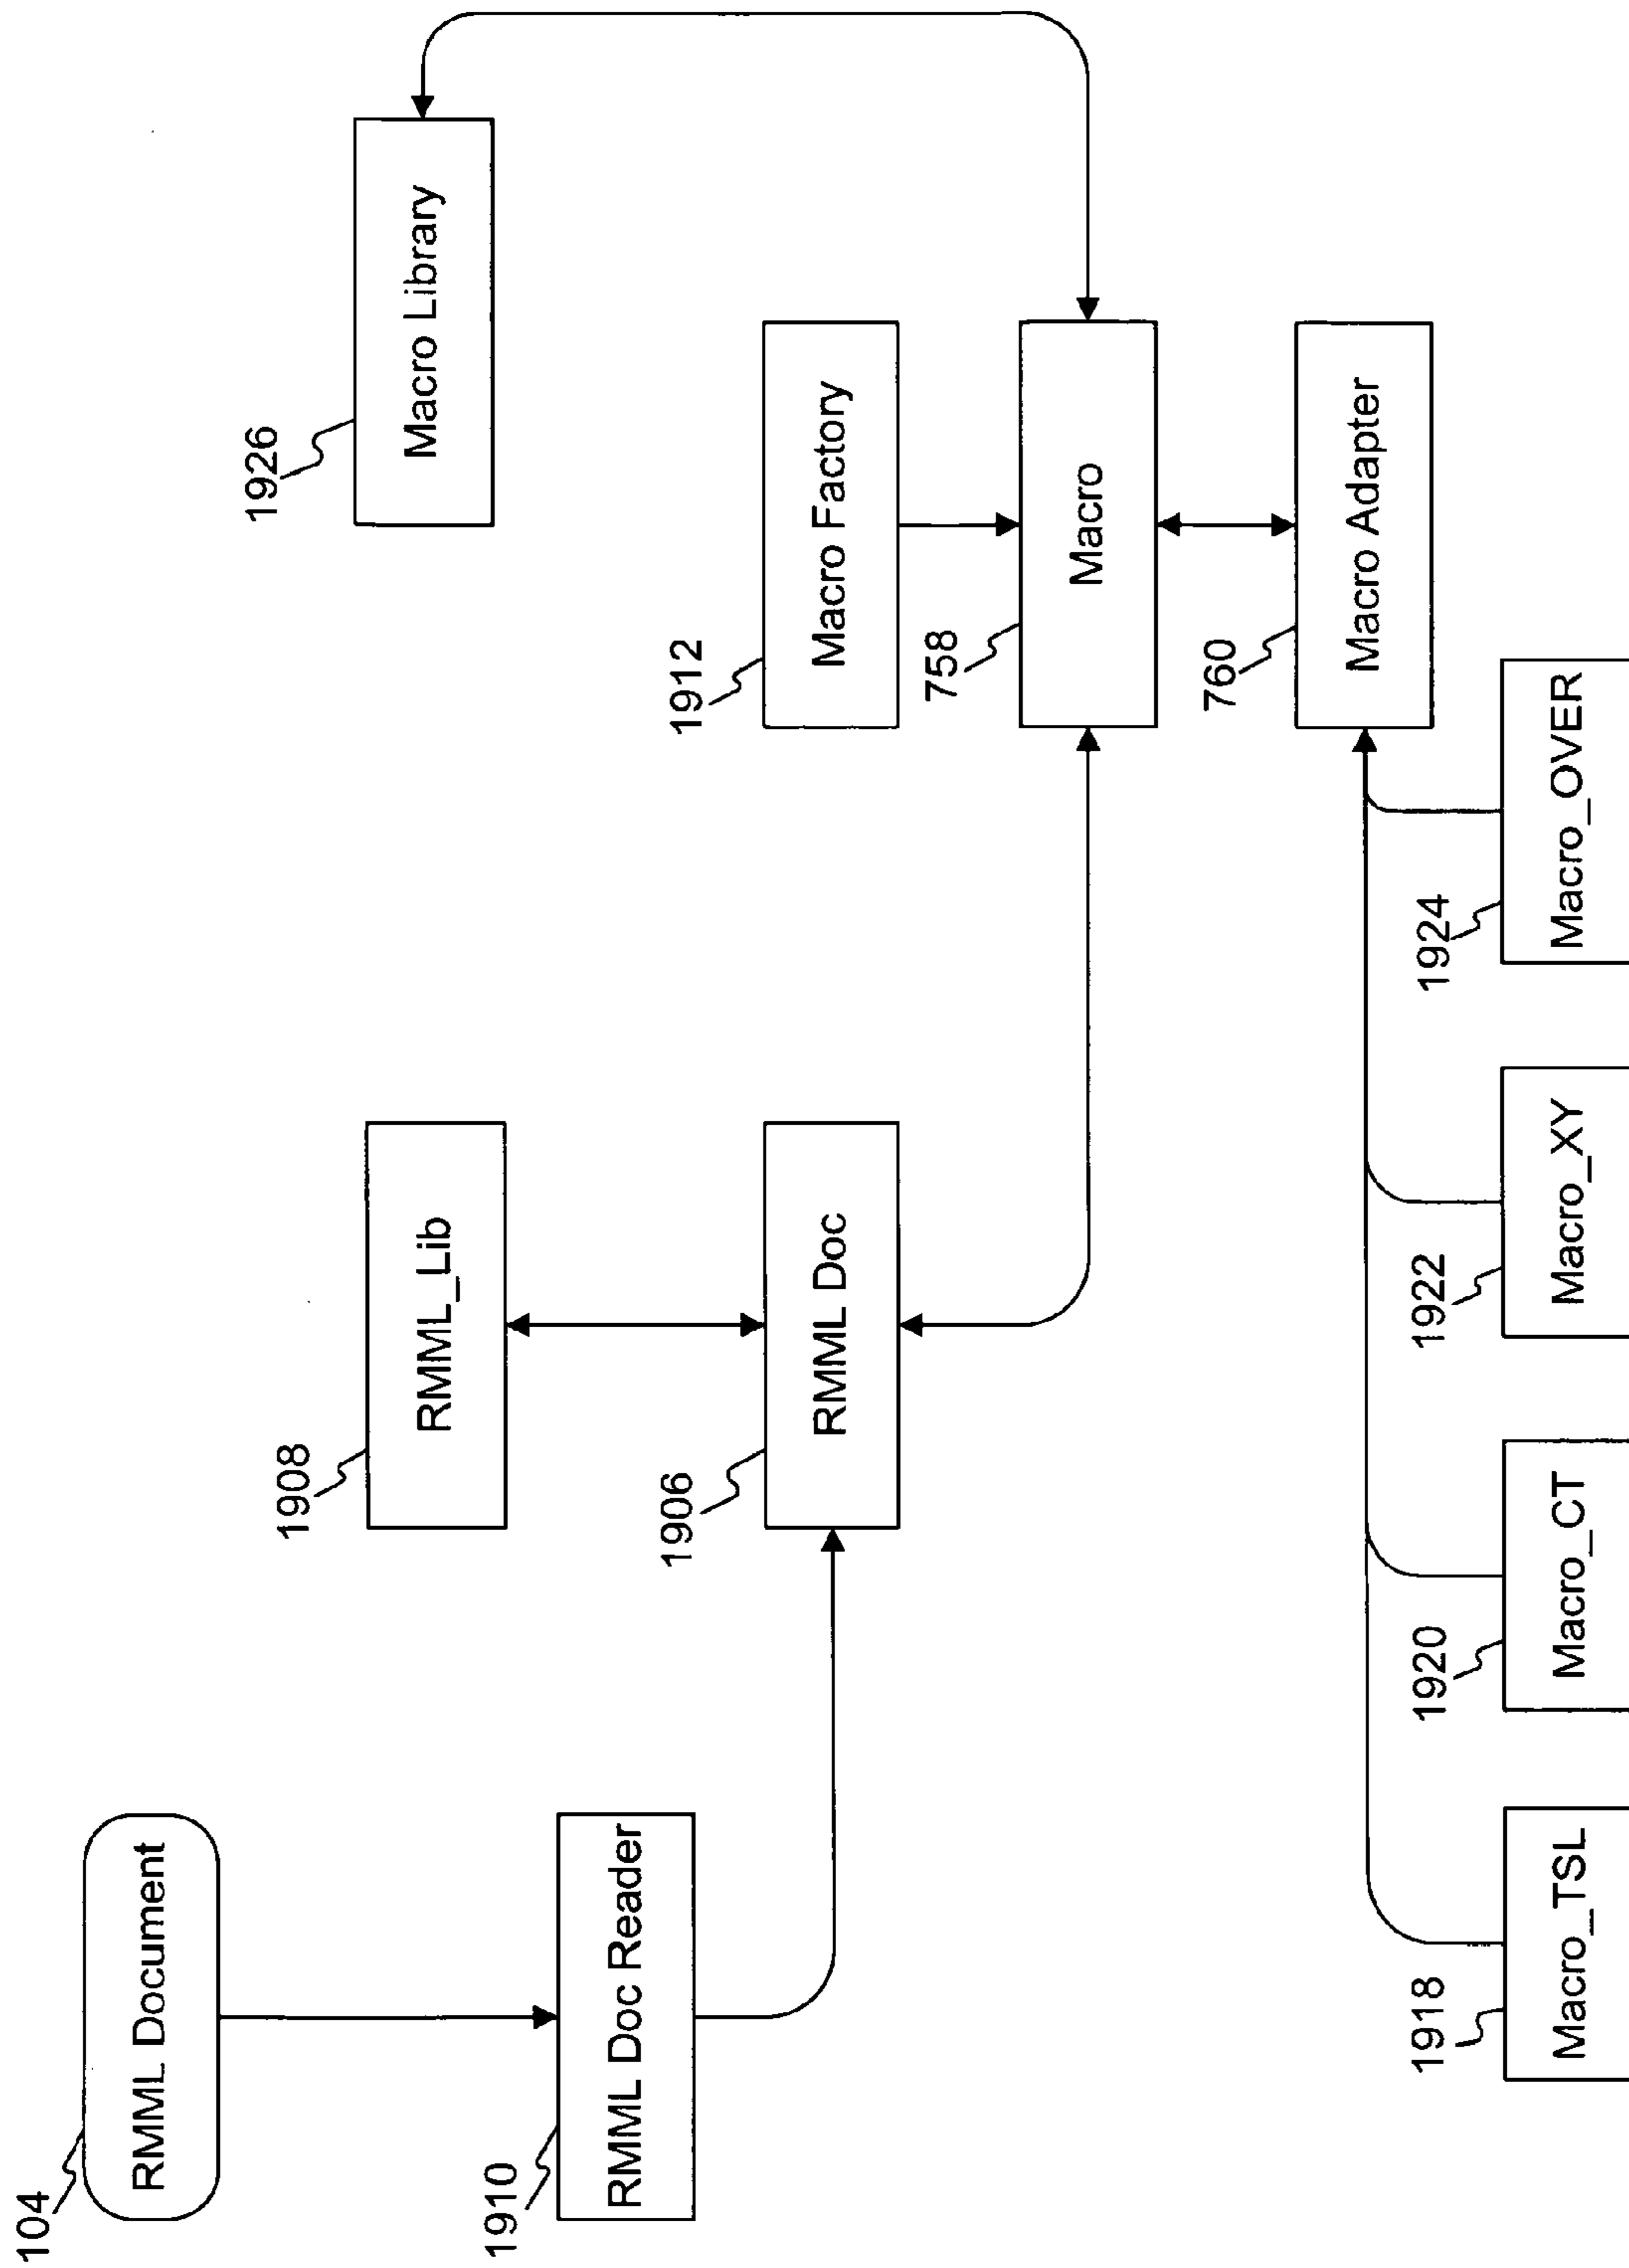 104
RMML Document
1910
RMML Doc Reader
1908
RMML_Lib
1906
RMML Doc
1926
Macro Library
1912
Macro Factory
758
Macro
760
Macro Adapter
1918
Macro_TSL
1920
Macro_CT
1922
Macro_XY
1924
Macro_OVER